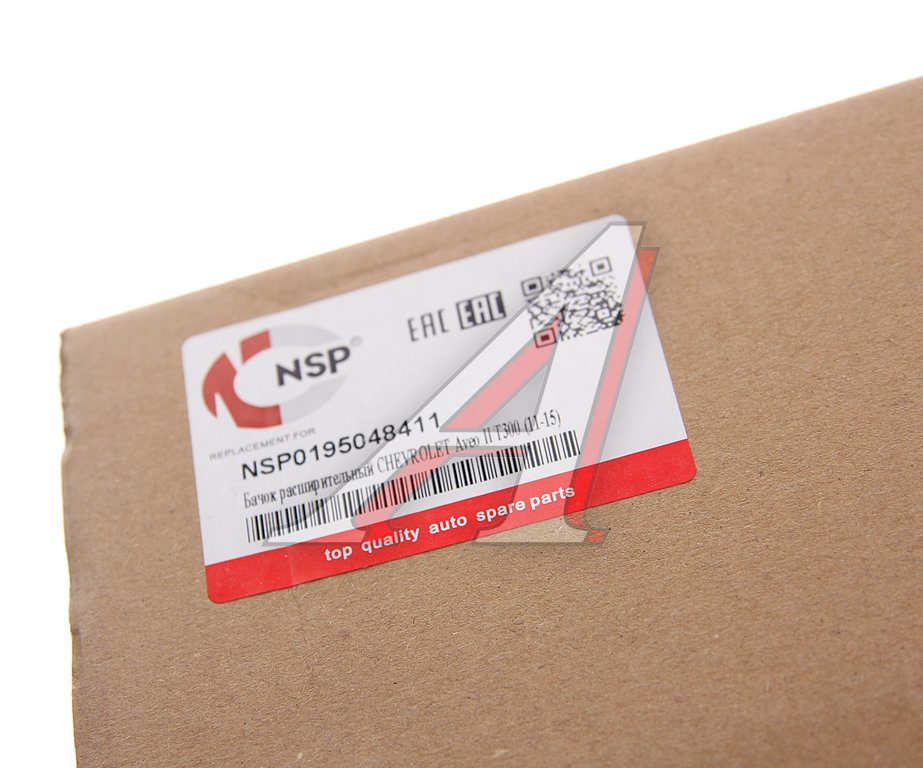 NSP®
EAC EAC
REPLACEMENT FOR
NSP0195048411
Бачок расширительный CHEVROLET Aveo II T300 (11-15)
top quality auto spare parts